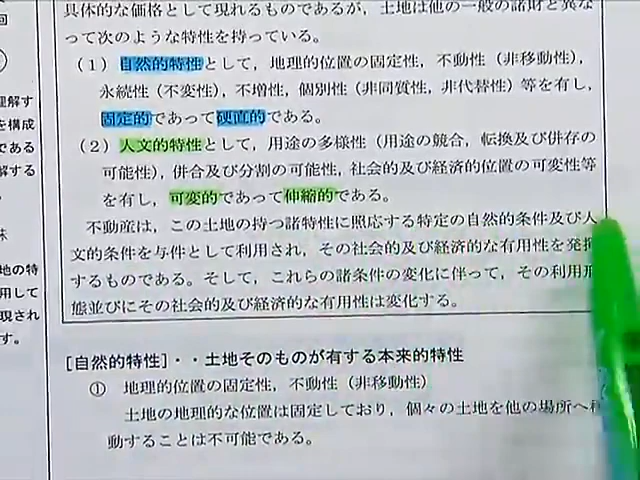 具体的な価格として現れるものであるが，土地は他の一般の諸財と異な
って次のような特性を持っている。
（1）自然的特性として，地理的位置の固定性，不動性（非移動性），
永続性（不変性），不増性，個別性（非同質性，非代替性）等を有し，
固定的であって硬直的である。
（2）人文的特性として，用途の多様性（用途の競合，転換及び併存の
可能性），併合及び分割の可能性，社会的及び経済的位置の可変性等
を有し，可変的であって伸縮的である。
不動産は，この土地の持つ諸特性に照応する特定の自然的条件及び人
文的条件を与件として利用され，その社会的及び経済的な有用性を発揮
するものである。そして，これらの諸条件の変化に伴って，その利用形
態並びにその社会的及び経済的な有用性は変化する。
［自然的特性］・・土地そのものが有する本来的特性
① 地理的位置の固定性，不動性（非移動性）
土地の地理的な位置は固定しており，個々の土地を他の場所へ
動することは不可能である。
理解す
を構成
である
解する
味
地の特
用して
現され
す。